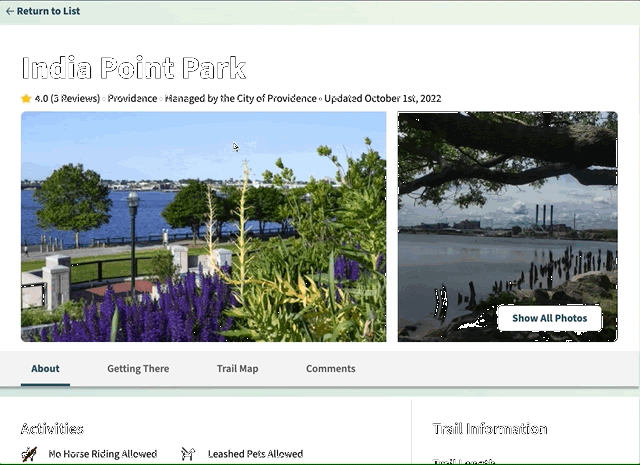 ← Return to List
India Point Park
4.0 (3 Reviews) · Providence · Managed by the City of Providence · Updated October 1st, 2022
Show All Photos
About Getting There Trail Map Comments
Activities Trail Information
No Horse Riding Allowed Leashed Pets Allowed
Trail Length